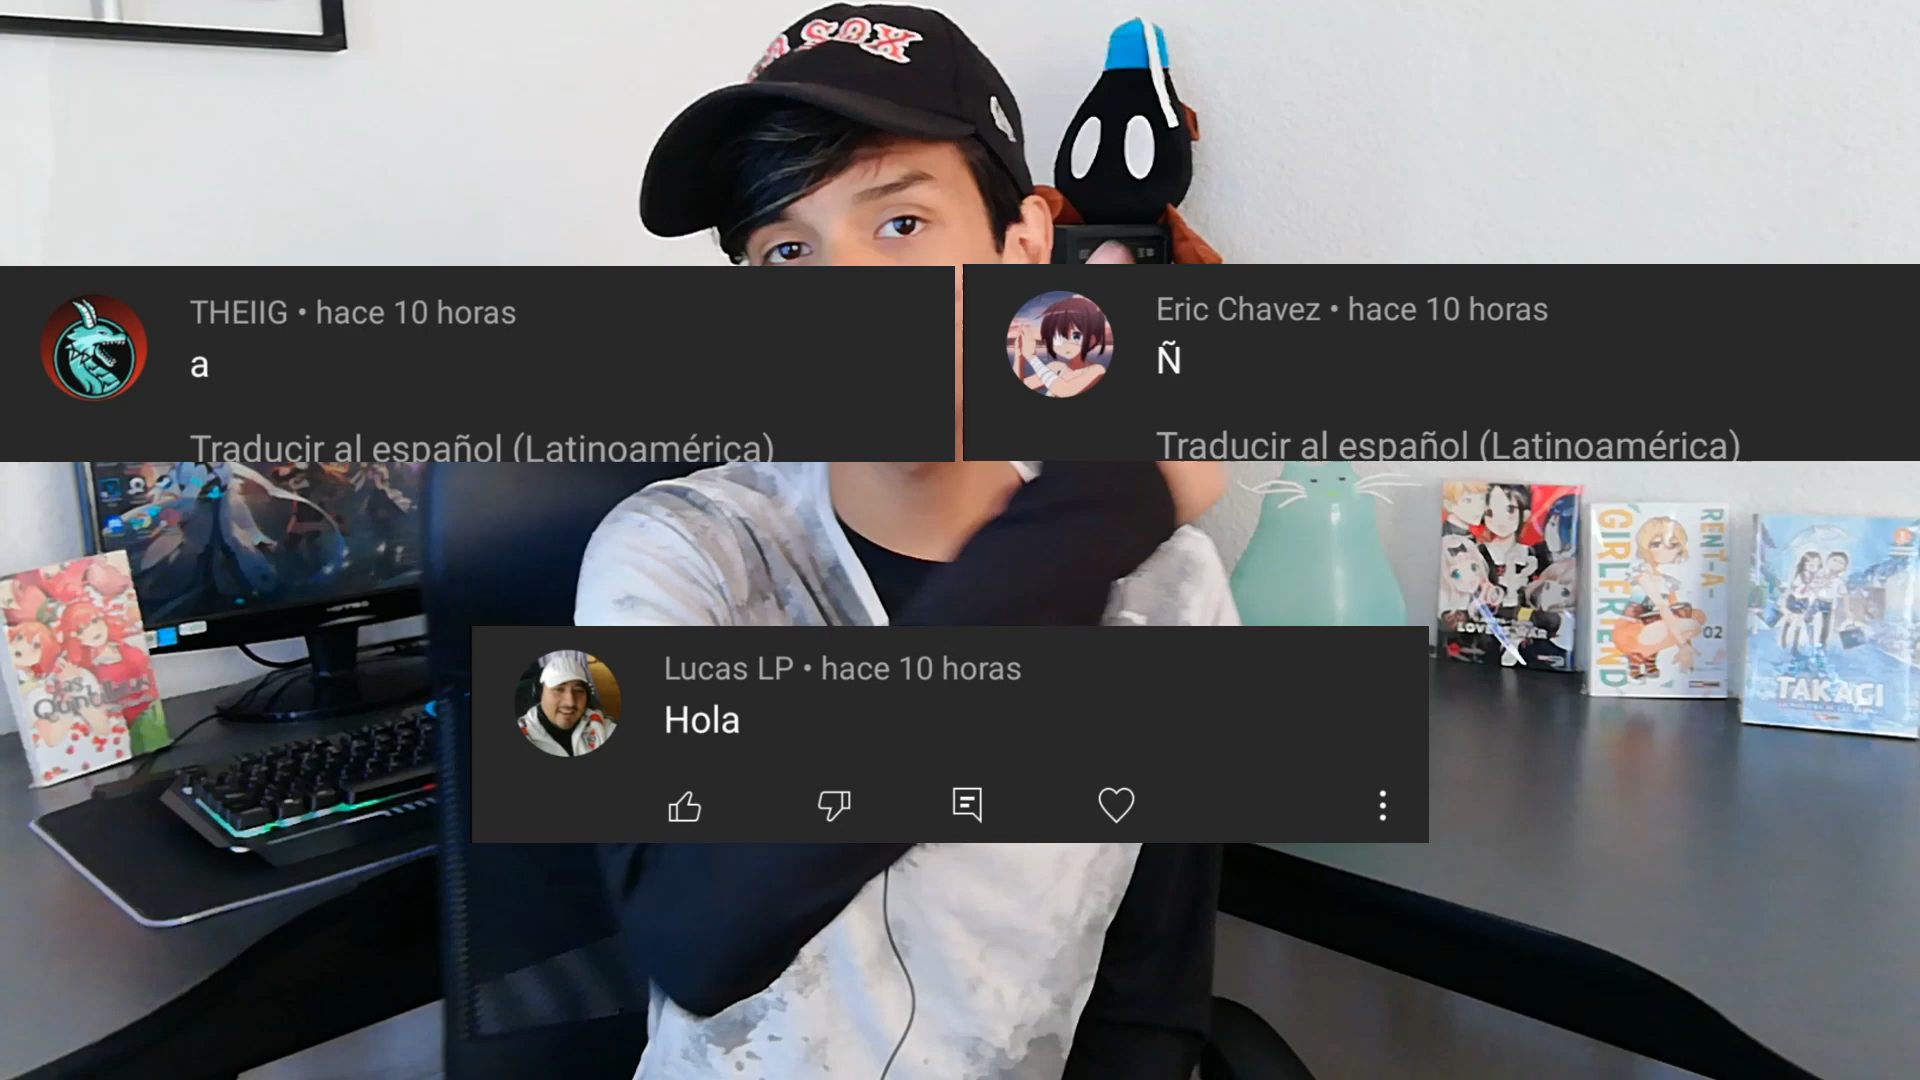 SOX
THEIIG • hace 10 horas
a
Traducir al español (Latinoamérica)
Eric Chavez • hace 10 horas
Ñ
Traducir al español (Latinoamérica)
RENT-A-
GIRLFRIEND
02
TAKAGI
Lucas LP • hace 10 horas
Hola